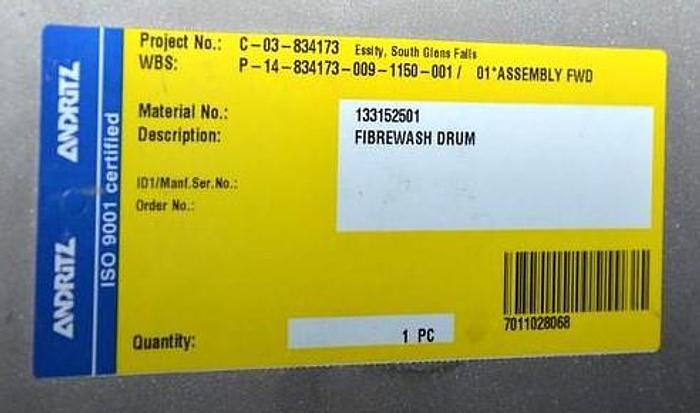 Project No.: C-03-834173 Essity, South Glens Falls
WBS: P-14-834173-009-1150-001 / 01*ASSEMBLY FWD
Material No.: 133152501
Description: FIBREWASH DRUM
ID1/Manf.Ser.No.:
Order No.:
Quantity: 1 PC
7011028068
ANDRITZ
ANDRITZ
ISO 9001 certified